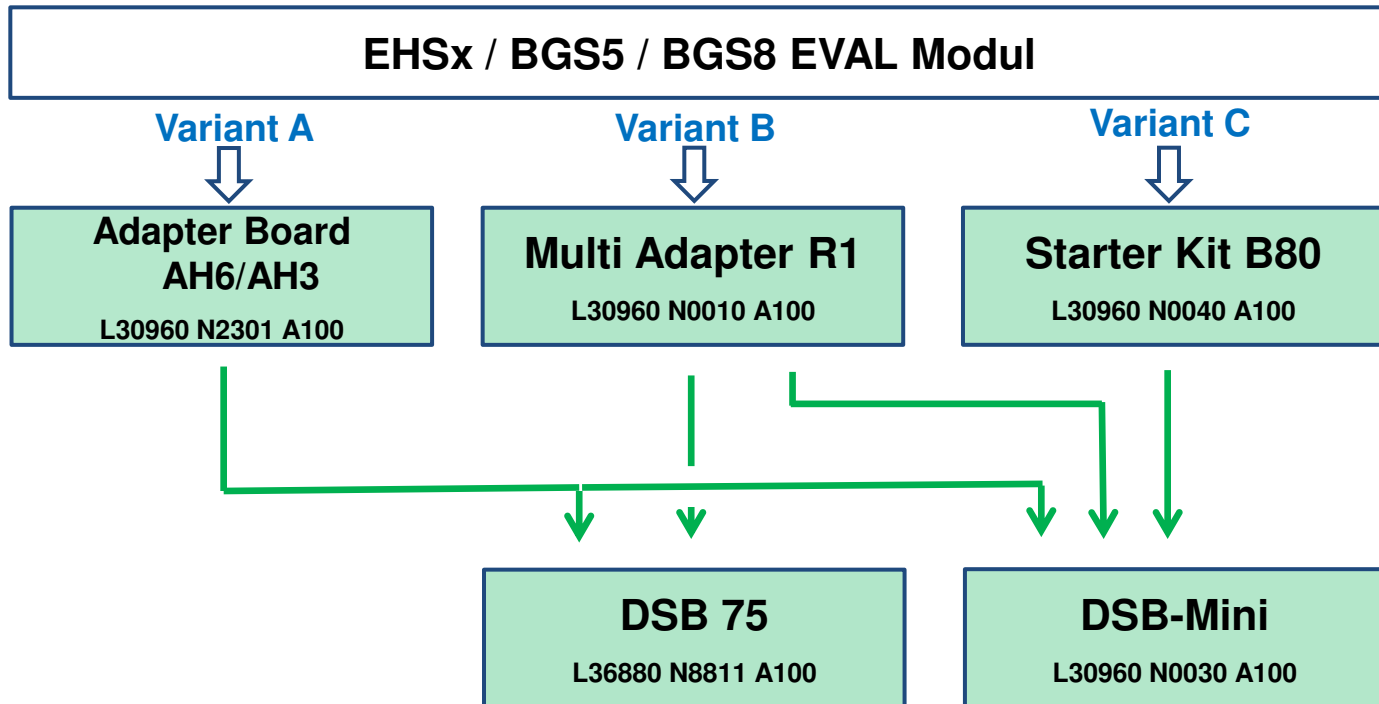 EHSx / BGS5 / BGS8 EVAL Modul
Variant A
Variant B
Variant C
Adapter Board
AH6/AH3
L30960 N2301 A100
Multi Adapter R1
L30960 N0010 A100
Starter Kit B80
L30960 N0040 A100
DSB 75
L36880 N8811 A100
DSB-Mini
L30960 N0030 A100